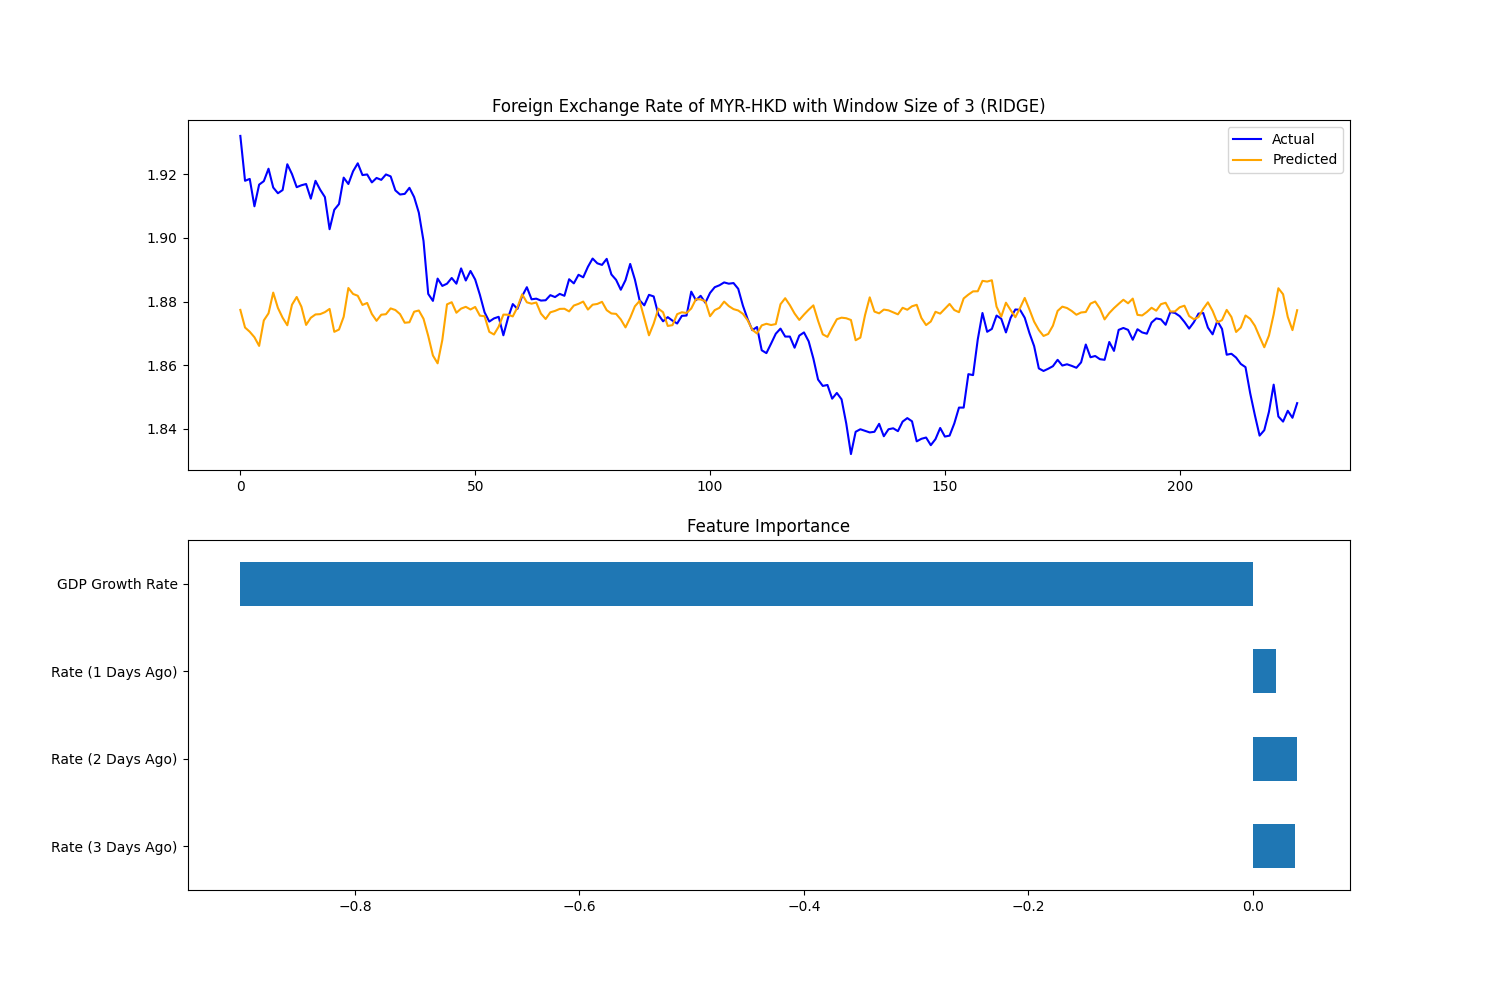 Foreign Exchange Rate of MYR-HKD with Window Size of 3 (RIDGE)
Actual
Predicted
1.92
1.90
1.88
1.86
1.84
0 50 100 150 200
Feature Importance
GDP Growth Rate
Rate (1 Days Ago)
Rate (2 Days Ago)
Rate (3 Days Ago)
−0.8 −0.6 −0.4 −0.2 0.0